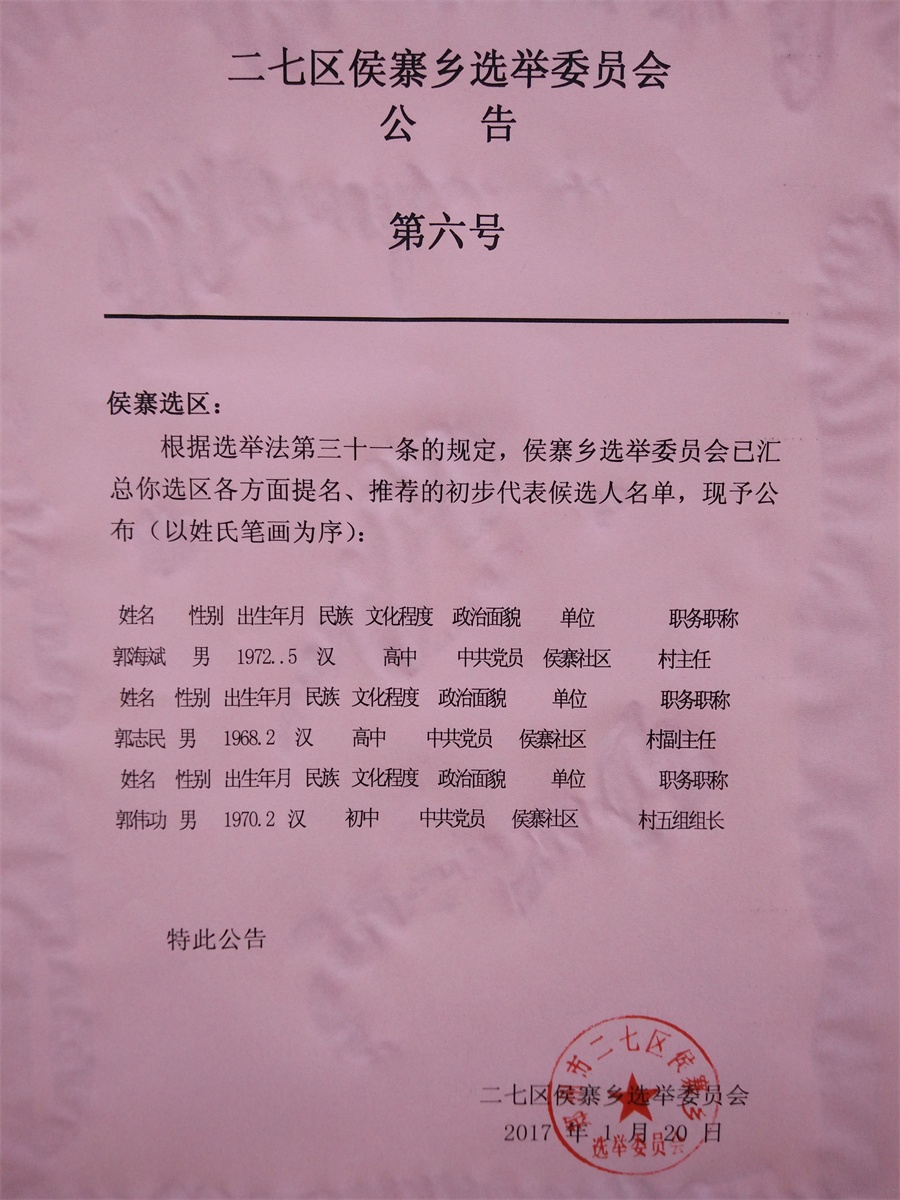 二七区侯寨乡选举委员会
公 告
第六号
侯寨选区：
根据选举法第三十一条的规定，侯寨乡选举委员会已汇
总你选区各方面提名、推荐的初步代表候选人名单，现予公
布（以姓氏笔画为序）：
姓名 性别 出生年月 民族 文化程度 政治面貌 单位 职务职称
郭海斌 男 1972..5 汉 高中 中共党员 侯寨社区 村主任
姓名 性别 出生年月 民族 文化程度 政治面貌 单位 职务职称
郭志民 男 1968.2 汉 高中 中共党员 侯寨社区 村副主任
姓名 性别 出生年月 民族 文化程度 政治面貌 单位 职务职称
郭伟功 男 1970.2 汉 初中 中共党员 侯寨社区 村五组组长
特此公告
二七区侯寨乡选举委员会
2017 年 1 月 20 日
市二七区侯寨乡
选举委员会